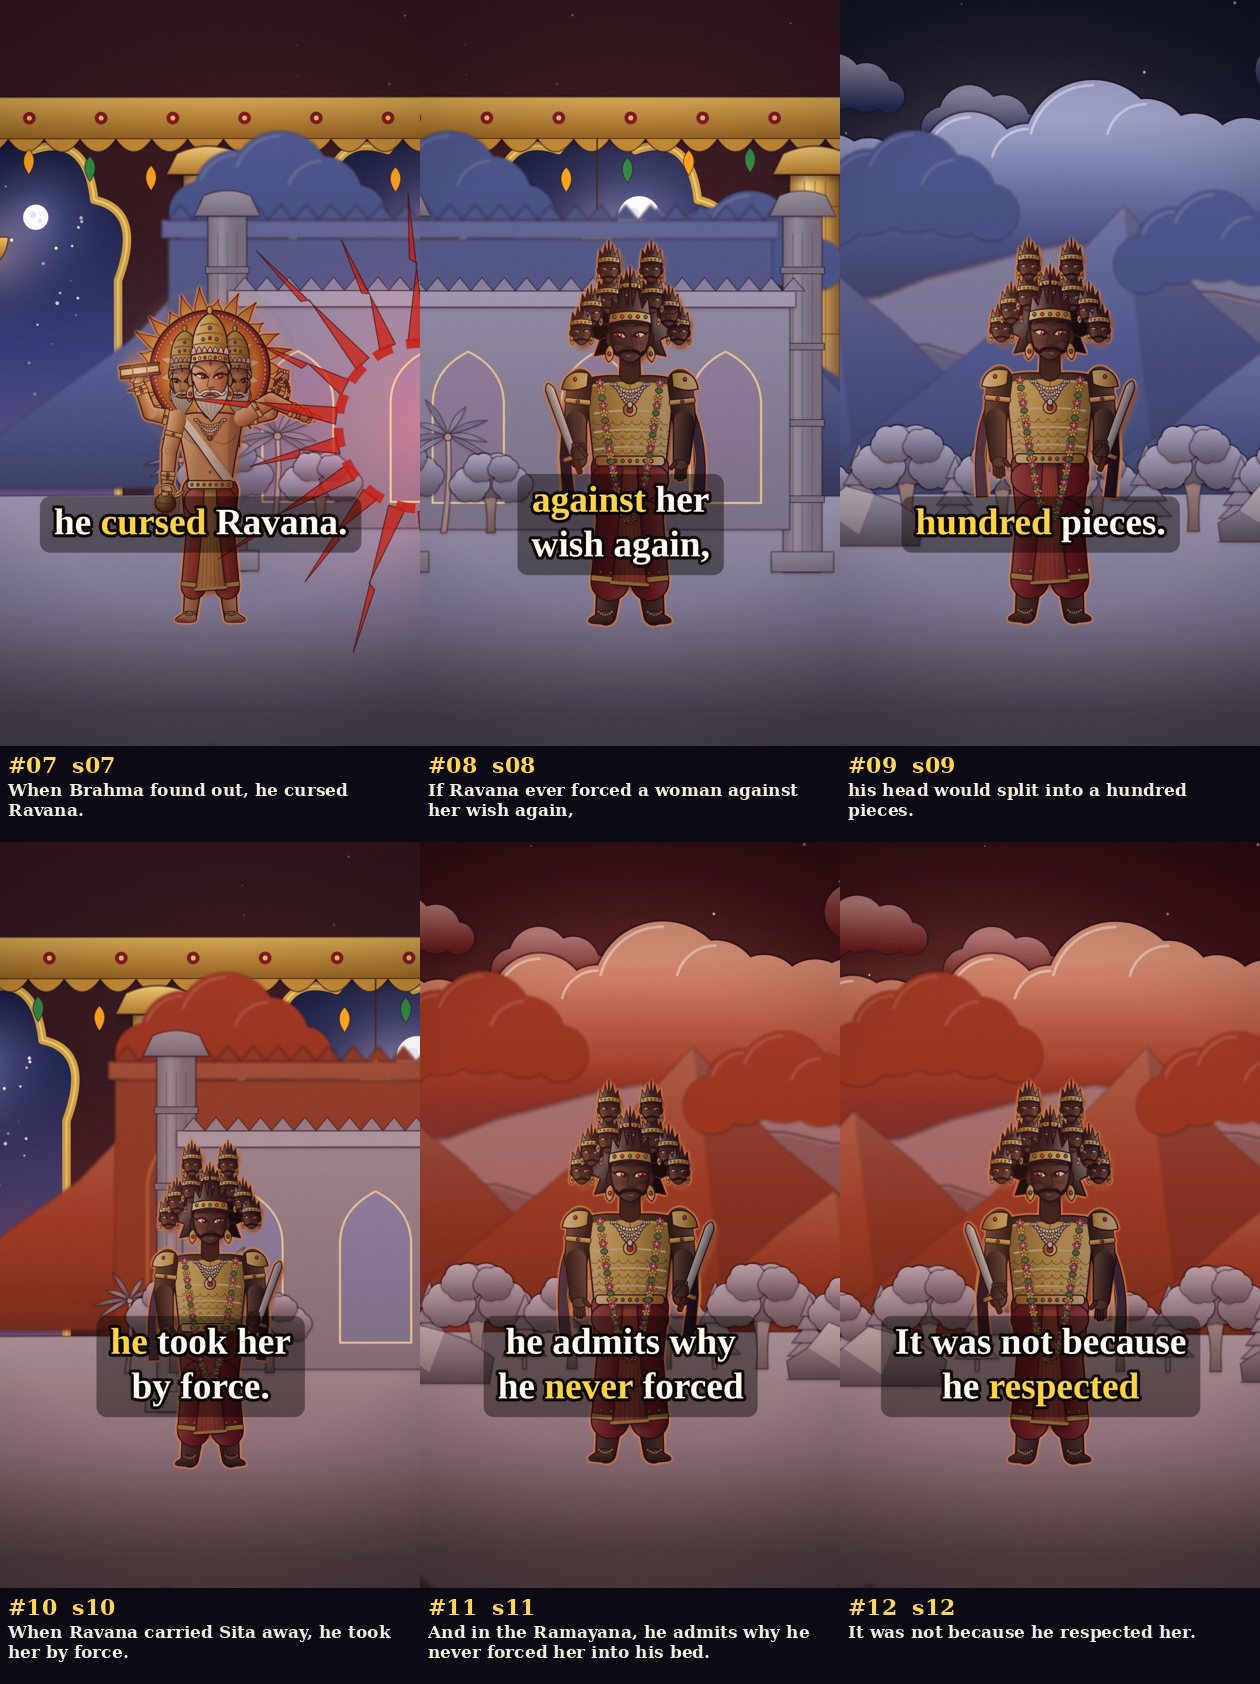 he cursed Ravana.
against her
wish again,
hundred pieces.
#07 s07
When Brahma found out, he cursed
Ravana.
#08 s08
If Ravana ever forced a woman against
her wish again,
#09 s09
his head would split into a hundred
pieces.
he took her
by force.
he admits why
he never forced
It was not because
he respected
#10 s10
When Ravana carried Sita away, he took
her by force.
#11 s11
And in the Ramayana, he admits why he
never forced her into his bed.
#12 s12
It was not because he respected her.